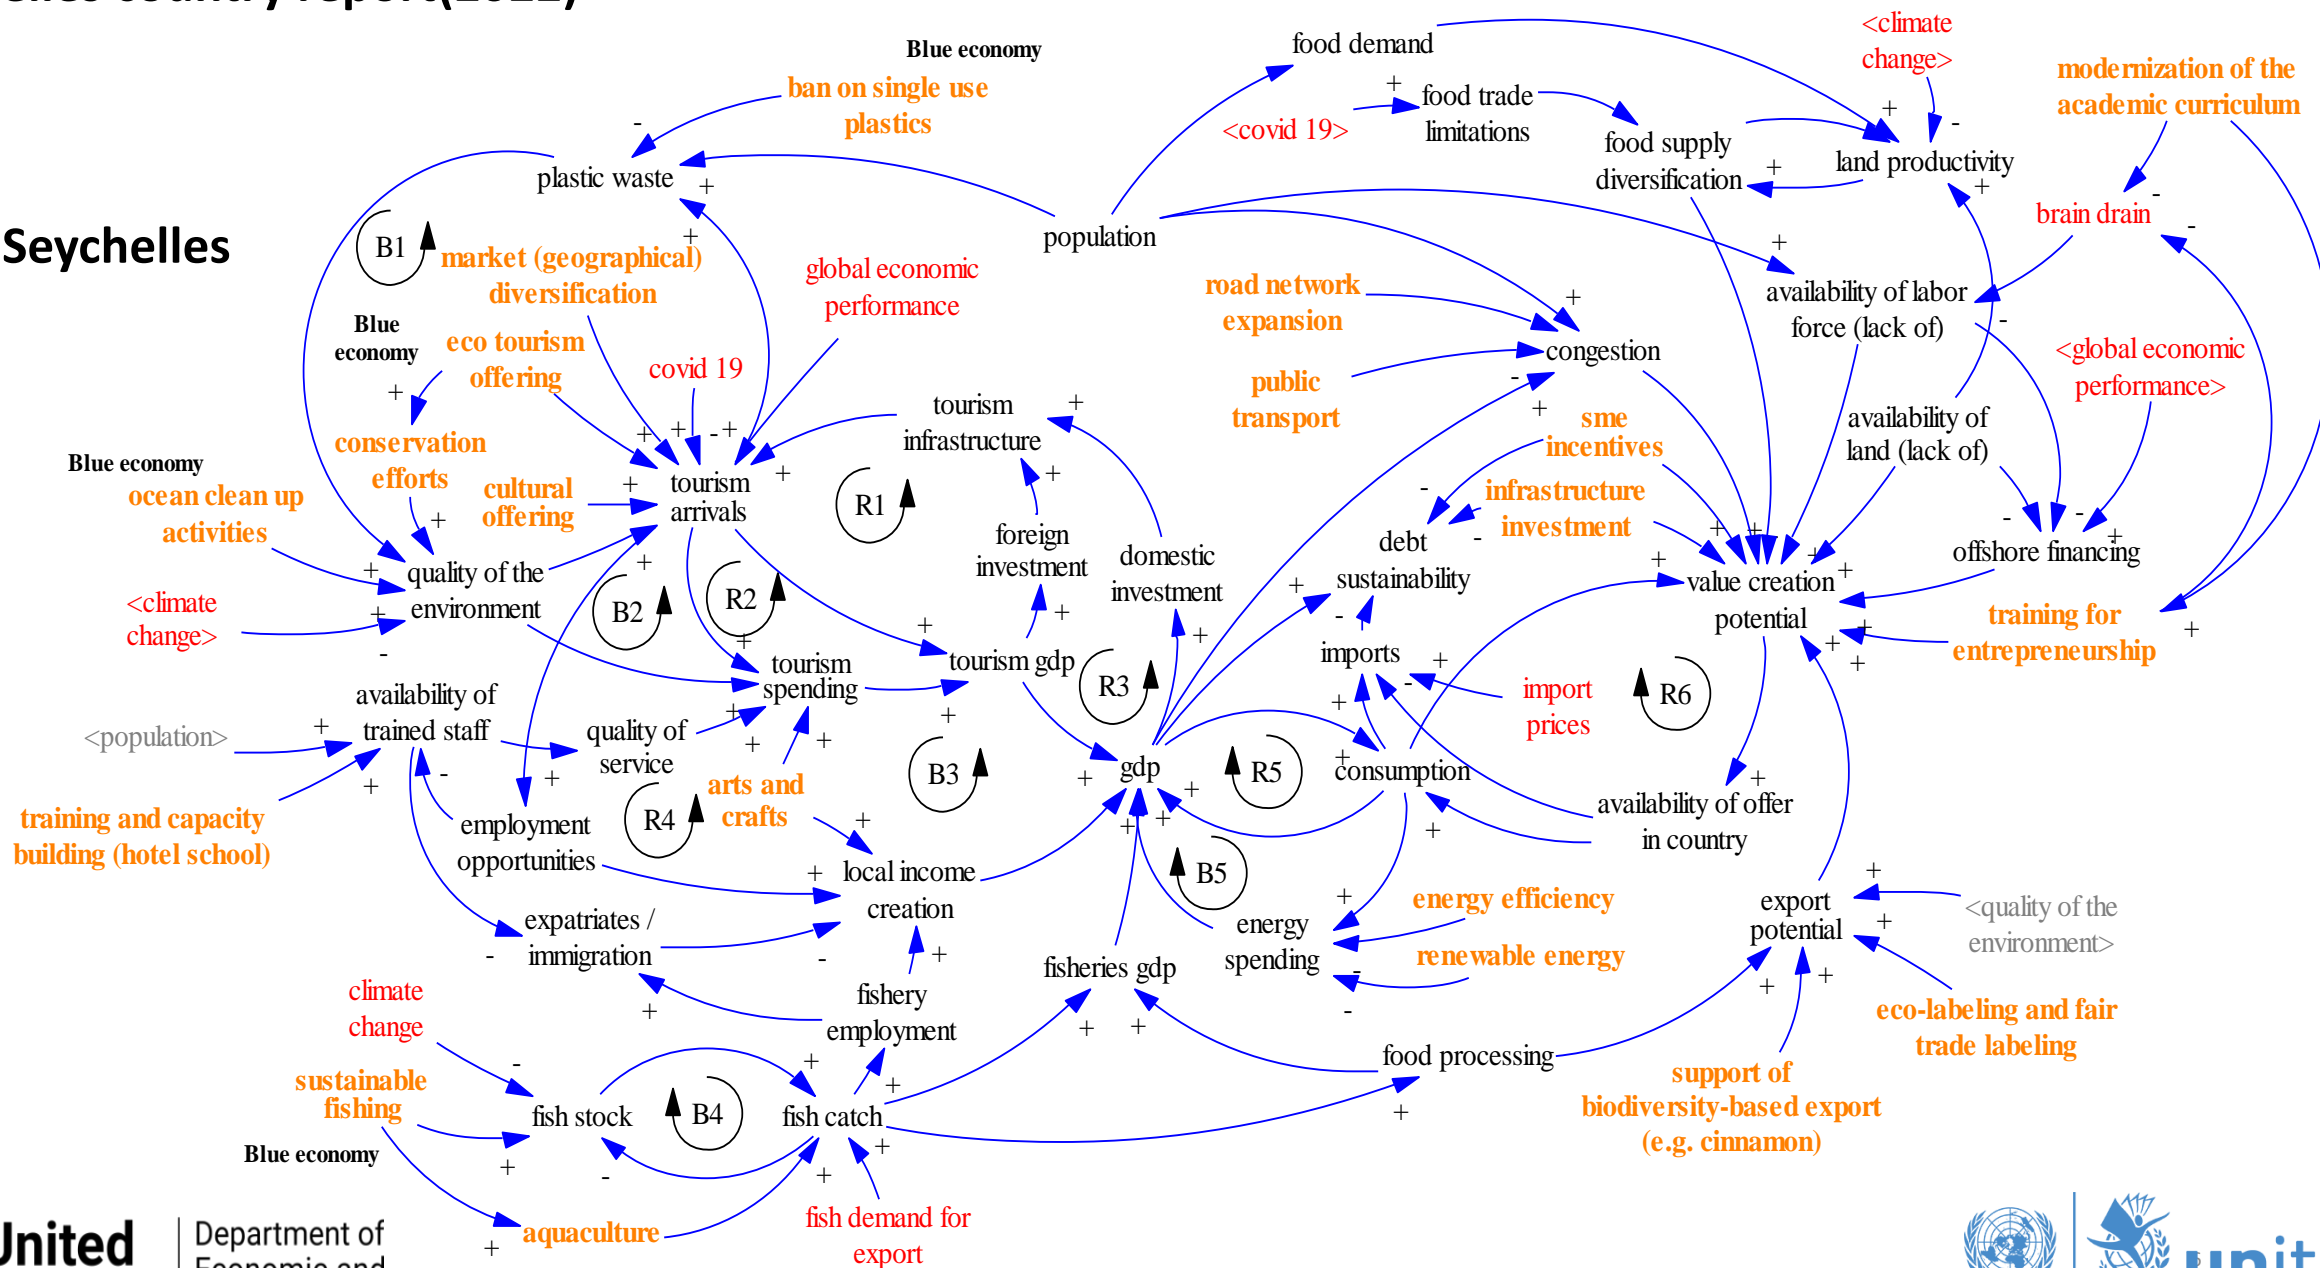 country report(2022)
Seychelles
Blue economy
ban on single use
plastics
plastic waste
food demand
<covid 19>
food trade
limitations
food supply
diversification
<climate
change>
land productivity
modernization of the
academic curriculum
brain drain
population
B1
market (geographical)
diversification
global economic
performance
Blue
economy
eco tourism
offering
covid 19
conservation
efforts
Blue economy
ocean clean up
activities
cultural
offering
tourism
arrivals
tourism
infrastructure
R1
road network
expansion
public
transport
congestion
availability of labor
force (lack of)
<global economic
performance>
availability of
land (lack of)
sme
incentives
infrastructure
investment
debt
sustainability
foreign
investment
domestic
investment
offshore financing
value creation
potential
training for
entrepreneurship
quality of the
environment
<climate
change>
B2
R2
tourism
spending
tourism gdp
R3
imports
import
prices
R6
availability of
trained staff
<population>
quality of
service
arts and
crafts
B3
gdp
R5
consumption
availability of offer
in country
training and capacity
building (hotel school)
employment
opportunities
R4
local income
creation
B5
expatriates /
immigration
energy
spending
energy efficiency
renewable energy
export
potential
<quality of the
environment>
fisheries gdp
fishery
employment
climate
change
sustainable
fishing
Blue economy
fish stock
B4
fish catch
food processing
eco-labeling and fair
trade labeling
support of
biodiversity-based export
(e.g. cinnamon)
aquaculture
fish demand for
export
United
Department of
Economic and
unit